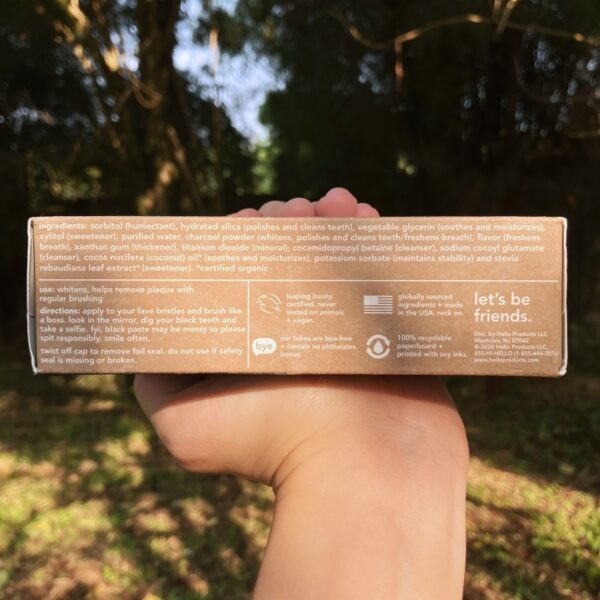 ingredients: sorbitol (humectant), hydrated silica (polishes and cleans teeth), vegetable glycerin (soothes and moisturizes),
xylitol (sweetener), purified water, charcoal powder (whitens, polishes and cleans teeth/freshens breath), flavor (freshens
breath), xanthan gum (thickener), titanium dioxide (mineral), cocamidopropyl betaine (cleanser), sodium cocoyl glutamate
(cleanser), cocos nucifera (coconut) oil* (soothes and moisturizes), potassium sorbate (maintains stability) and stevia
rebaudiana leaf extract* (sweetener). *certified organic
use: whitens, helps remove plaque with
regular brushing
directions: apply to your fave bristles and brush like
a boss. look in the mirror, dig your black teeth and
take a selfie. fyi, black paste may be messy so please
spit responsibly, smile often.
twist off cap to remove foil seal. do not use if safety
seal is missing or broken.
leaping bunny
certified. never
tested on animals
+ vegan.
bye
our tubes are bpa-free
+ contain no phthalates.
bonus.
globally sourced
ingredients + made
in the USA, rock on.
100% recyclable
paperboard +
printed with soy inks.
let's be
friends.
Dist. by Hello Products LLC.
Montclair, NJ 07042
© 2020 Hello Products LLC.
855-HI-HELLO (1-855-444-3556)
www.helloproducts.com